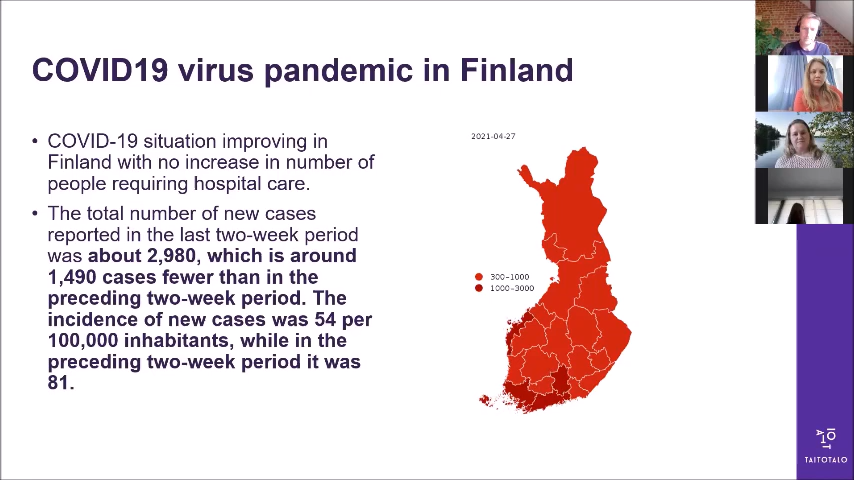 COVID19 virus pandemic in Finland
• COVID-19 situation improving in
Finland with no increase in number of
people requiring hospital care.
• The total number of new cases
reported in the last two-week period
was about 2,980, which is around
1,490 cases fewer than in the
preceding two-week period. The
incidence of new cases was 54 per
100,000 inhabitants, while in the
preceding two-week period it was
81.
2021-04-27
300–1000
1000–3000
TAITOTALO